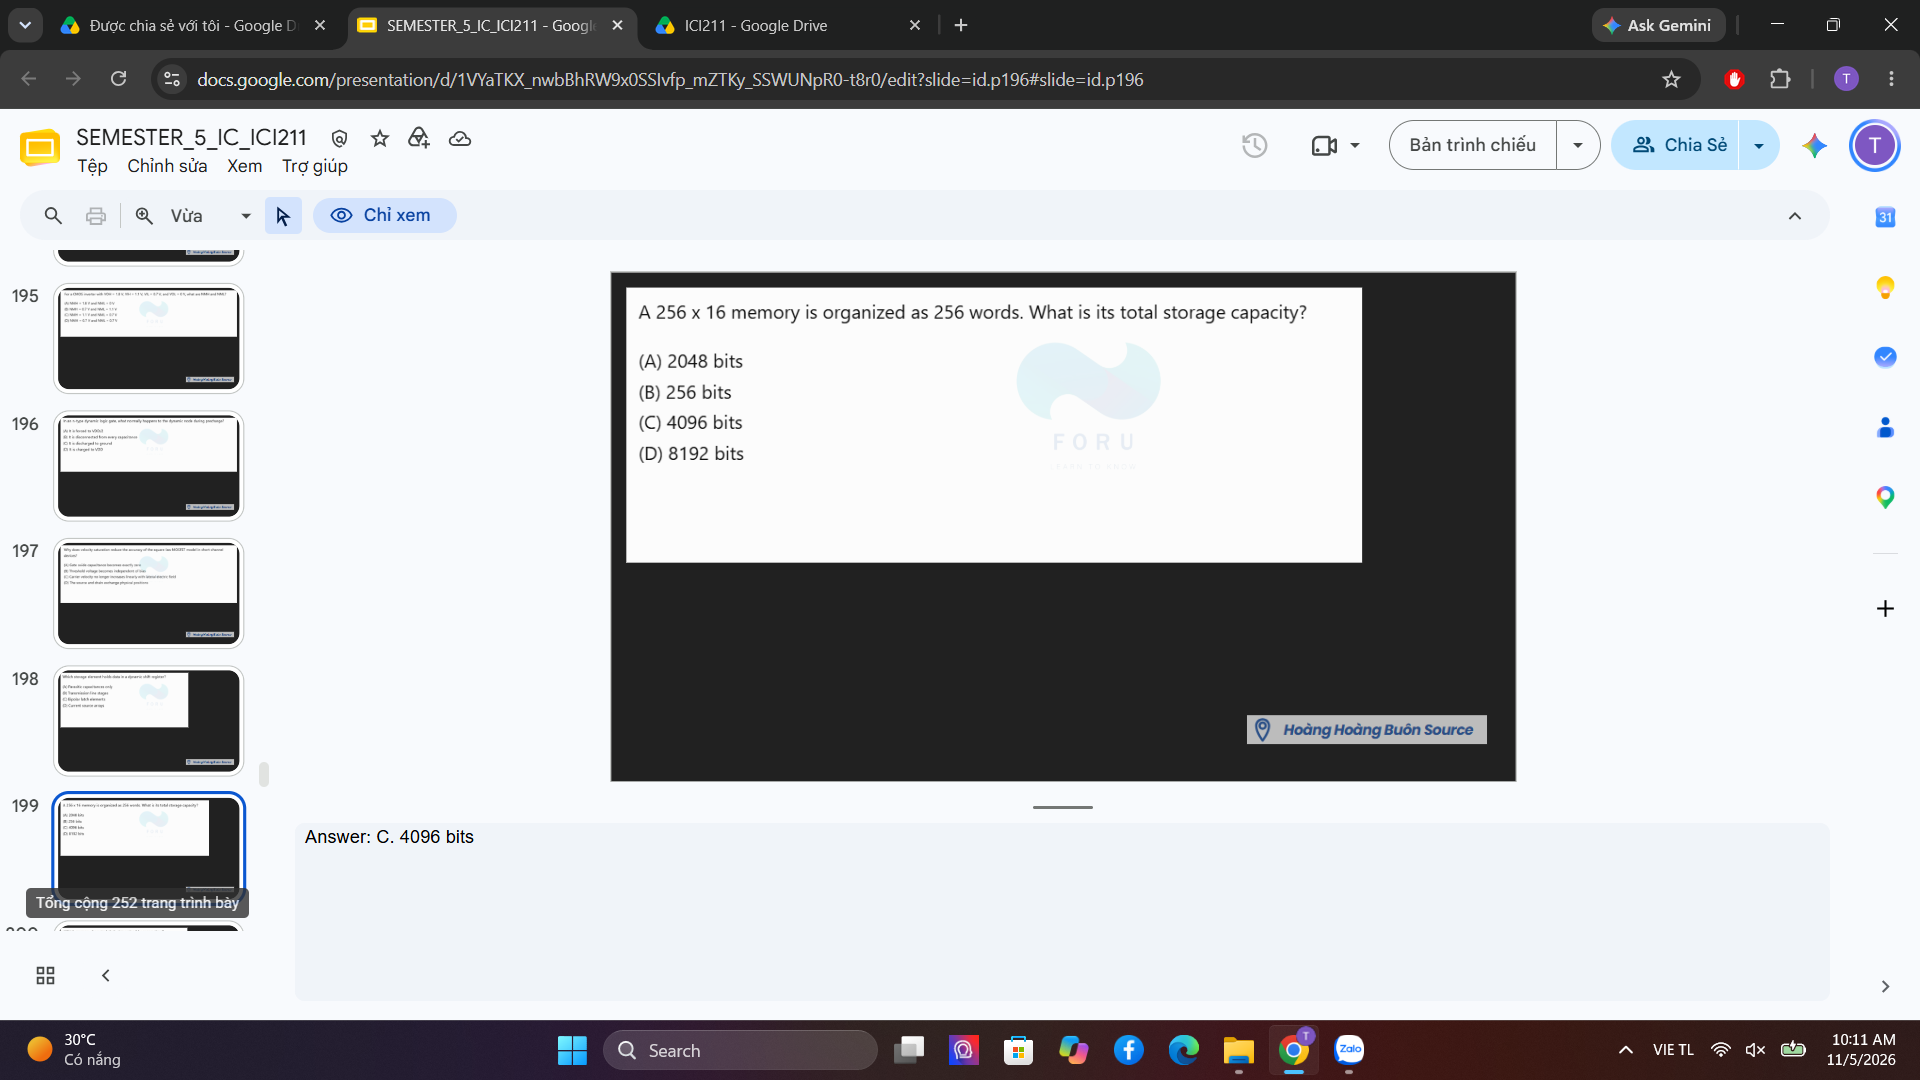 Được chia sẻ với tôi - Google D
SEMESTER_5_IC_ICI211 - Google
ICI211 - Google Drive
Ask Gemini
docs.google.com/presentation/d/1VYaTKX_nwbBhRW9x0SSIvfp_mZTKy_SSWUNpR0-t8r0/edit?slide=id.p196#slide=id.p196
T
SEMESTER_5_IC_ICI211
Tệp Chỉnh sửa Xem Trợ giúp
Bản trình chiếu
Chia Sẻ
T
Vừa
Chỉ xem
31
195
196
197
198
199
Tổng cộng 252 trang trình bày
A 256 x 16 memory is organized as 256 words. What is its total storage capacity?
(A) 2048 bits
(B) 256 bits
(C) 4096 bits
(D) 8192 bits
FORU
Hoàng Hoàng Buôn Source
Answer: C. 4096 bits
30°C
Có nắng
Search
T
Zalo
VIE TL
10:11 AM
11/5/2026